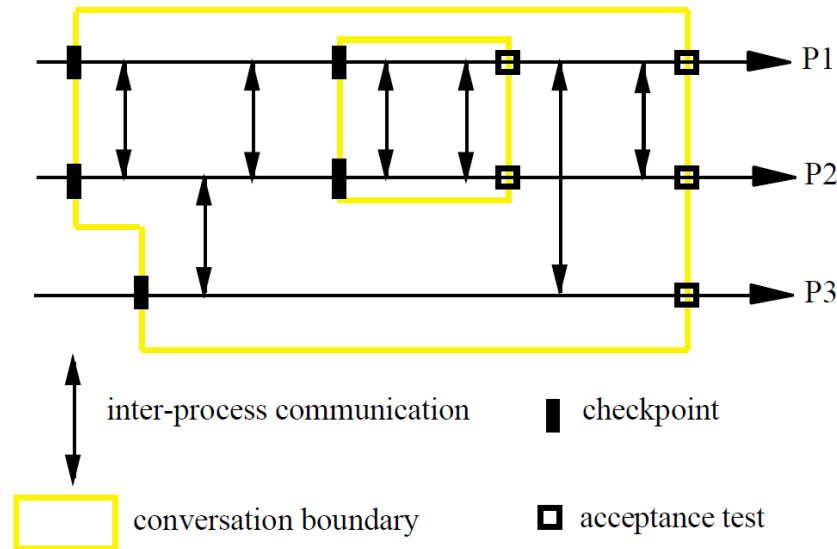 P1
P2
P3
inter-process communication
checkpoint
conversation boundary
acceptance test